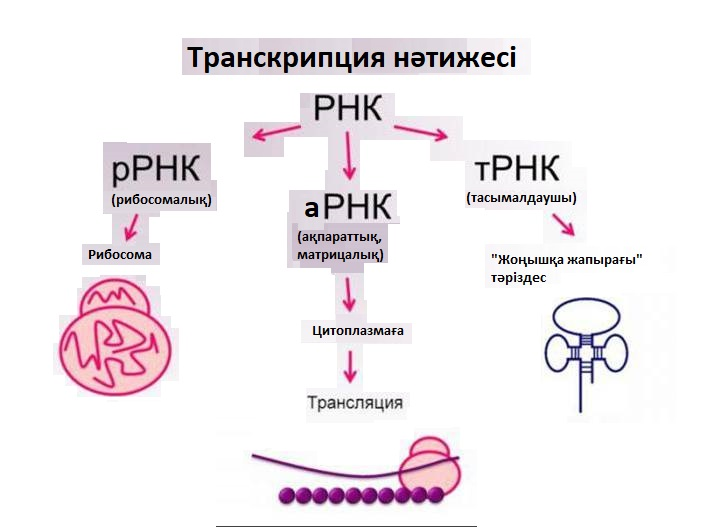 Транскрипция нәтижесі
РНК
рРНК
(рибосомалық)
Рибосома
аРНК
(ақпараттық,
матрицалық)
Цитоплазмаға
Трансляция
тРНК
(тасымалдаушы)
"Жоңышқа жапырағы"
тәріздес